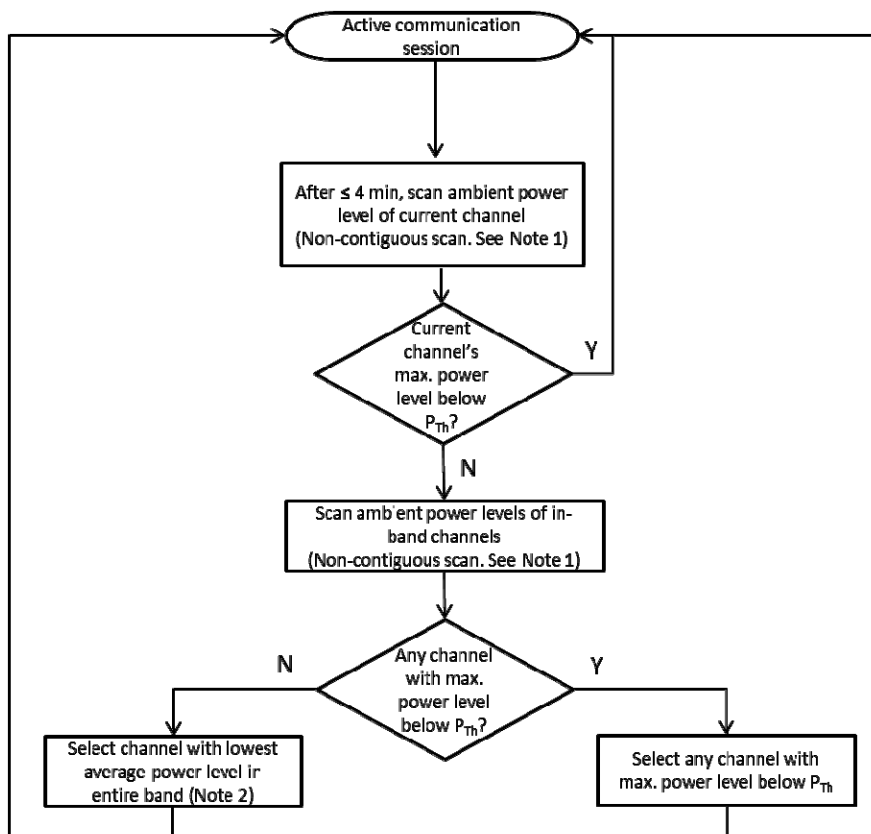 Active communication
session
After ≤ 4 min, scan ambient power
level of current channel
(Non-contiguous scan. See Note 1)
Current
channel's
max. power
level below
P_Th?
Y
N
Scan ambient power levels of in-
band channels
(Non-contiguous scan. See Note 1)
Any channel
with max.
power level
below P_Th?
N
Y
Select channel with lowest
average power level in
entire band (Note 2)
Select any channel with
max. power level below P_Th